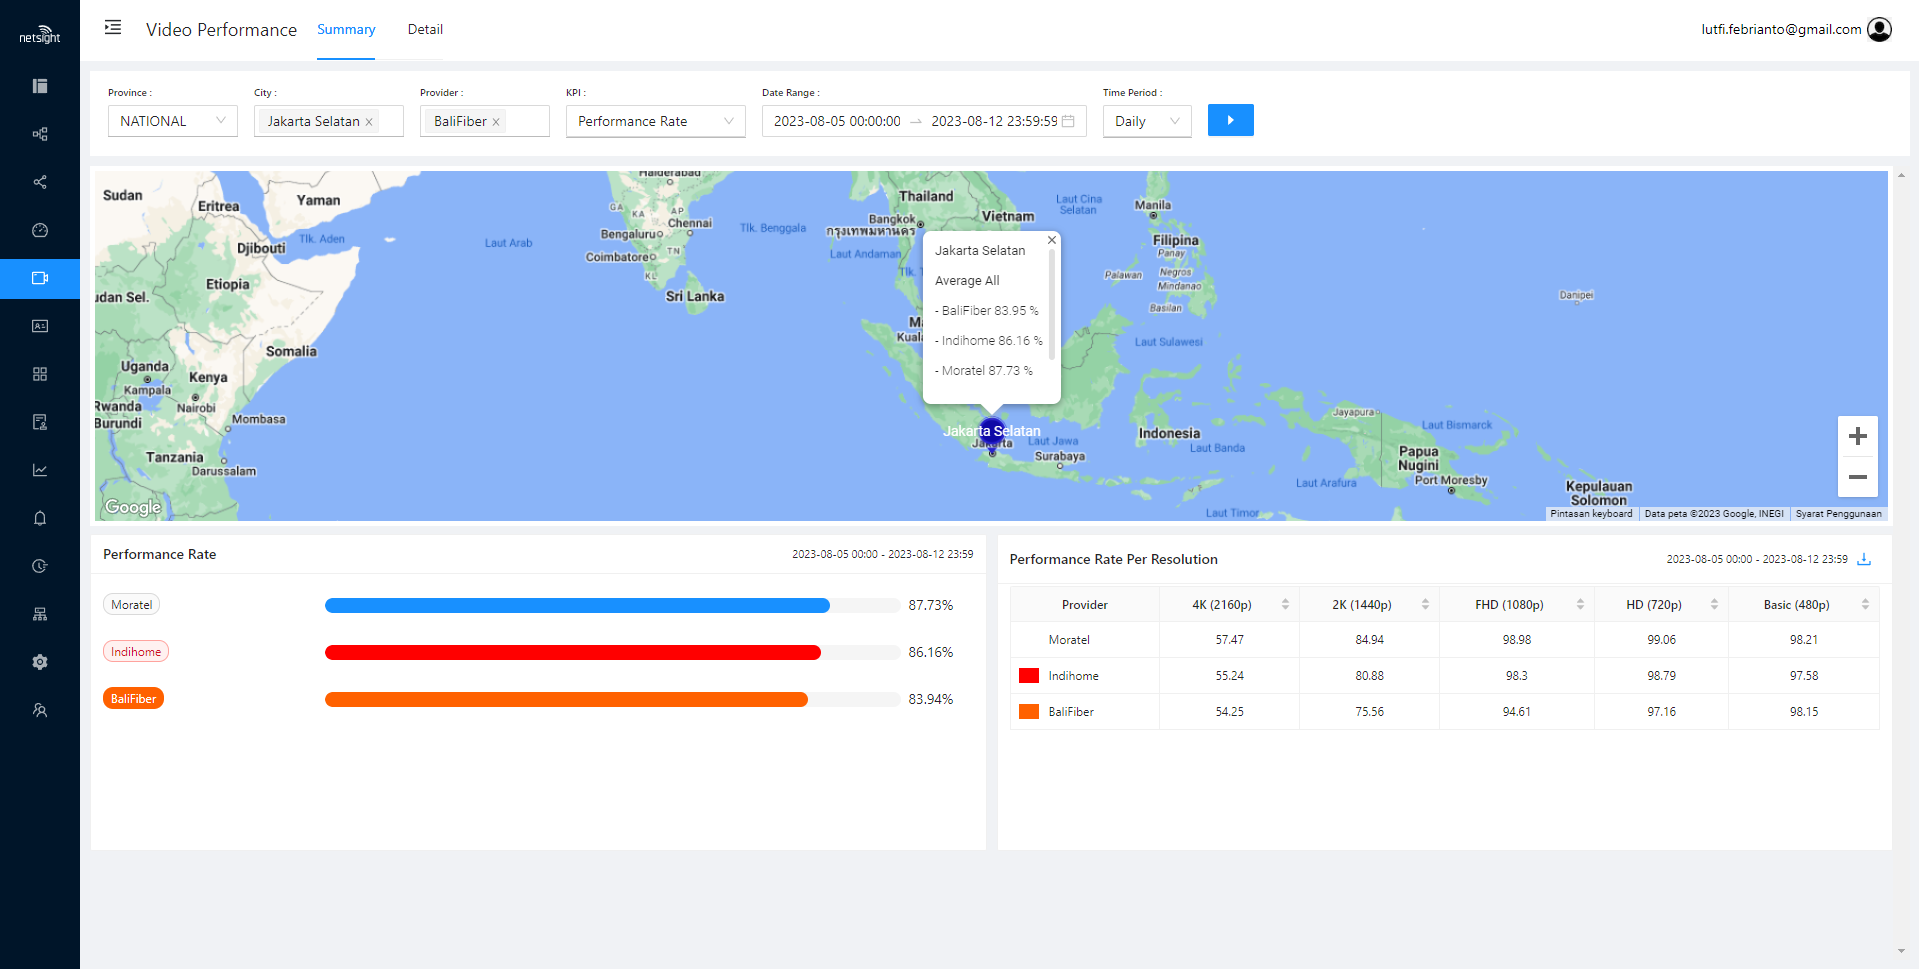 netsight
Video Performance
Summary
Detail
lutfi.febrianto@gmail.com
Province :
City :
Provider :
KPI :
Date Range :
Time Period :
NATIONAL
Jakarta Selatan ×
BaliFiber ×
Performance Rate
2023-08-05 00:00:00 → 2023-08-12 23:59:59
Daily
Sudan
Eritrea
Yaman
Djibouti
Tlk. Aden
Laut Arab
Etiopia
udan Sel.
Somalia
Uganda
Kampala
Kenya
Nairobi
Rwanda
Burundi
Mombasa
Tanzania
Darussalam
Haiderabad
GA
KA
AP
Chennai
Bengaluru
TN
Coimbatore
KL
Sri Lanka
Tlk. Benggala
Thailand
Bangkok
กรุงเทพมหานคร
Vietnam
Laut Andaman
Tlk.
Laut Cina
Selatan
Manila
Filipina
Panay
Palawan
Negros
Mindanao
Basilan
Danipei
Laut Sulawesi
Jakarta Selatan
Average All
- BaliFiber 83.95 %
- Indihome 86.16 %
- Moratel 87.73 %
Kual
Jakarta Selatan
Jakarta
Laut Jawa
Surabaya
Indonesia
Laut Banda
Jayapura
Laut Bismarck
Papua
Nugini
Port Moresby
Laut Arafura
Laut Timor
Kepulauan
Solomon
Google
Pintasan keyboard
Data peta ©2023 Google, INEGI
Syarat Penggunaan
Performance Rate
2023-08-05 00:00 - 2023-08-12 23:59
Moratel 87.73%
Indihome 86.16%
BaliFiber 83.94%
Performance Rate Per Resolution
2023-08-05 00:00 - 2023-08-12 23:59
Provider 4K (2160p) 2K (1440p) FHD (1080p) HD (720p) Basic (480p)
Moratel 57.47 84.94 98.98 99.06 98.21
Indihome 55.24 80.88 98.3 98.79 97.58
BaliFiber 54.25 75.56 94.61 97.16 98.15